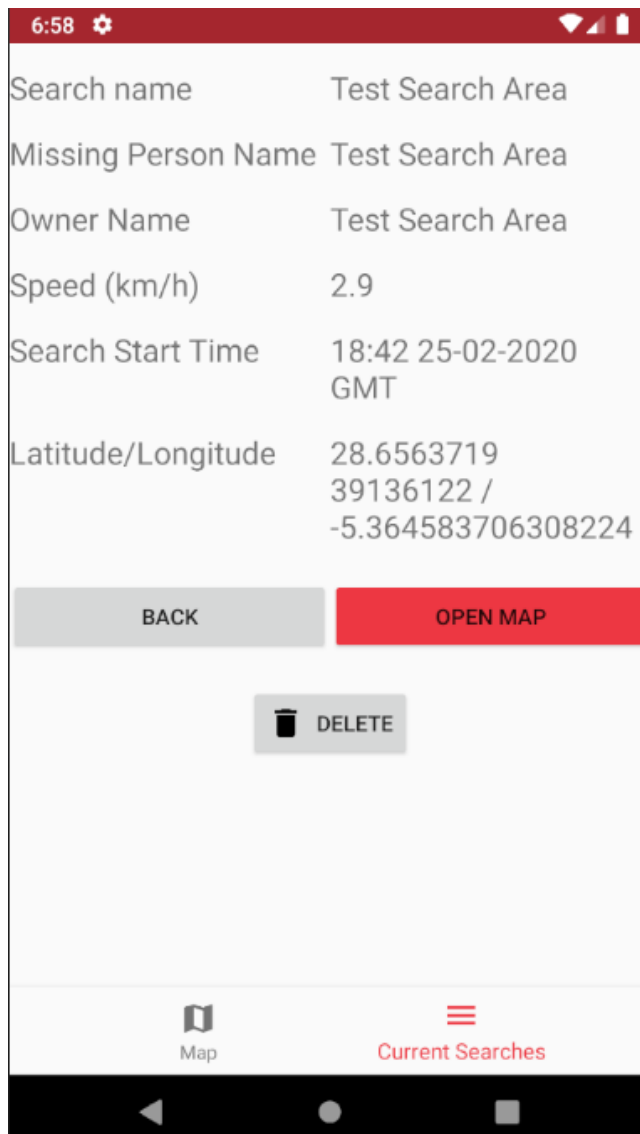 6:58
Search name Test Search Area
Missing Person Name Test Search Area
Owner Name Test Search Area
Speed (km/h) 2.9
Search Start Time 18:42 25-02-2020
GMT
Latitude/Longitude 28.6563719
39136122 /
-5.364583706308224
BACK OPEN MAP
DELETE
Map Current Searches